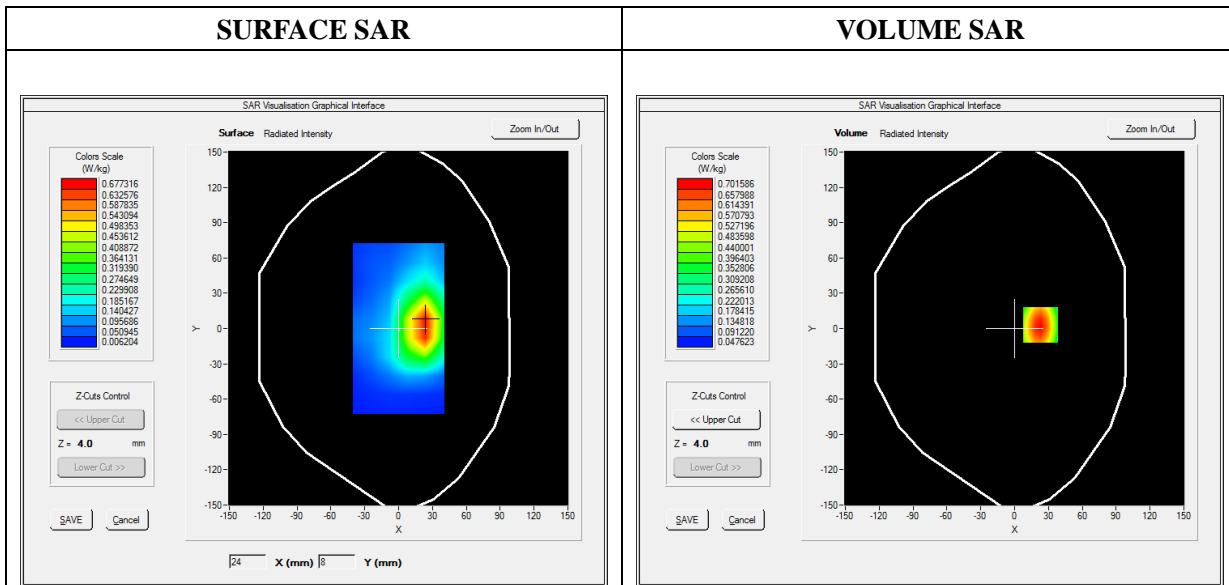 SURFACE SAR
VOLUME SAR
SAR Visualisation Graphical Interface
Surface Radiated Intensity
Zoom In/Out
Colors Scale
(W/kg)
0.677316
0.632576
0.587835
0.543094
0.498353
0.453612
0.408872
0.364131
0.319390
0.274649
0.229908
0.185167
0.140427
0.095686
0.050945
0.006204
Z-Cuts Control
<< Upper Cut
Z = 4.0 mm
Lower Cut >>
SAVE Cancel
150
120
90
60
30
0
-30
-60
-90
-120
-150
Y
-150 -120 -90 -60 -30 0 30 60 90 120 150
X
24 X (mm) 8 Y (mm)
SAR Visualisation Graphical Interface
Volume Radiated Intensity
Zoom In/Out
Colors Scale
(W/kg)
0.701586
0.657988
0.614391
0.570793
0.527196
0.483598
0.440001
0.396403
0.352806
0.309208
0.265610
0.222013
0.178415
0.134818
0.091220
0.047623
Z-Cuts Control
<< Upper Cut
Z = 4.0 mm
Lower Cut >>
SAVE Cancel
150
120
90
60
30
0
-30
-60
-90
-120
-150
Y
-150 -120 -90 -60 -30 0 30 60 90 120 150
X